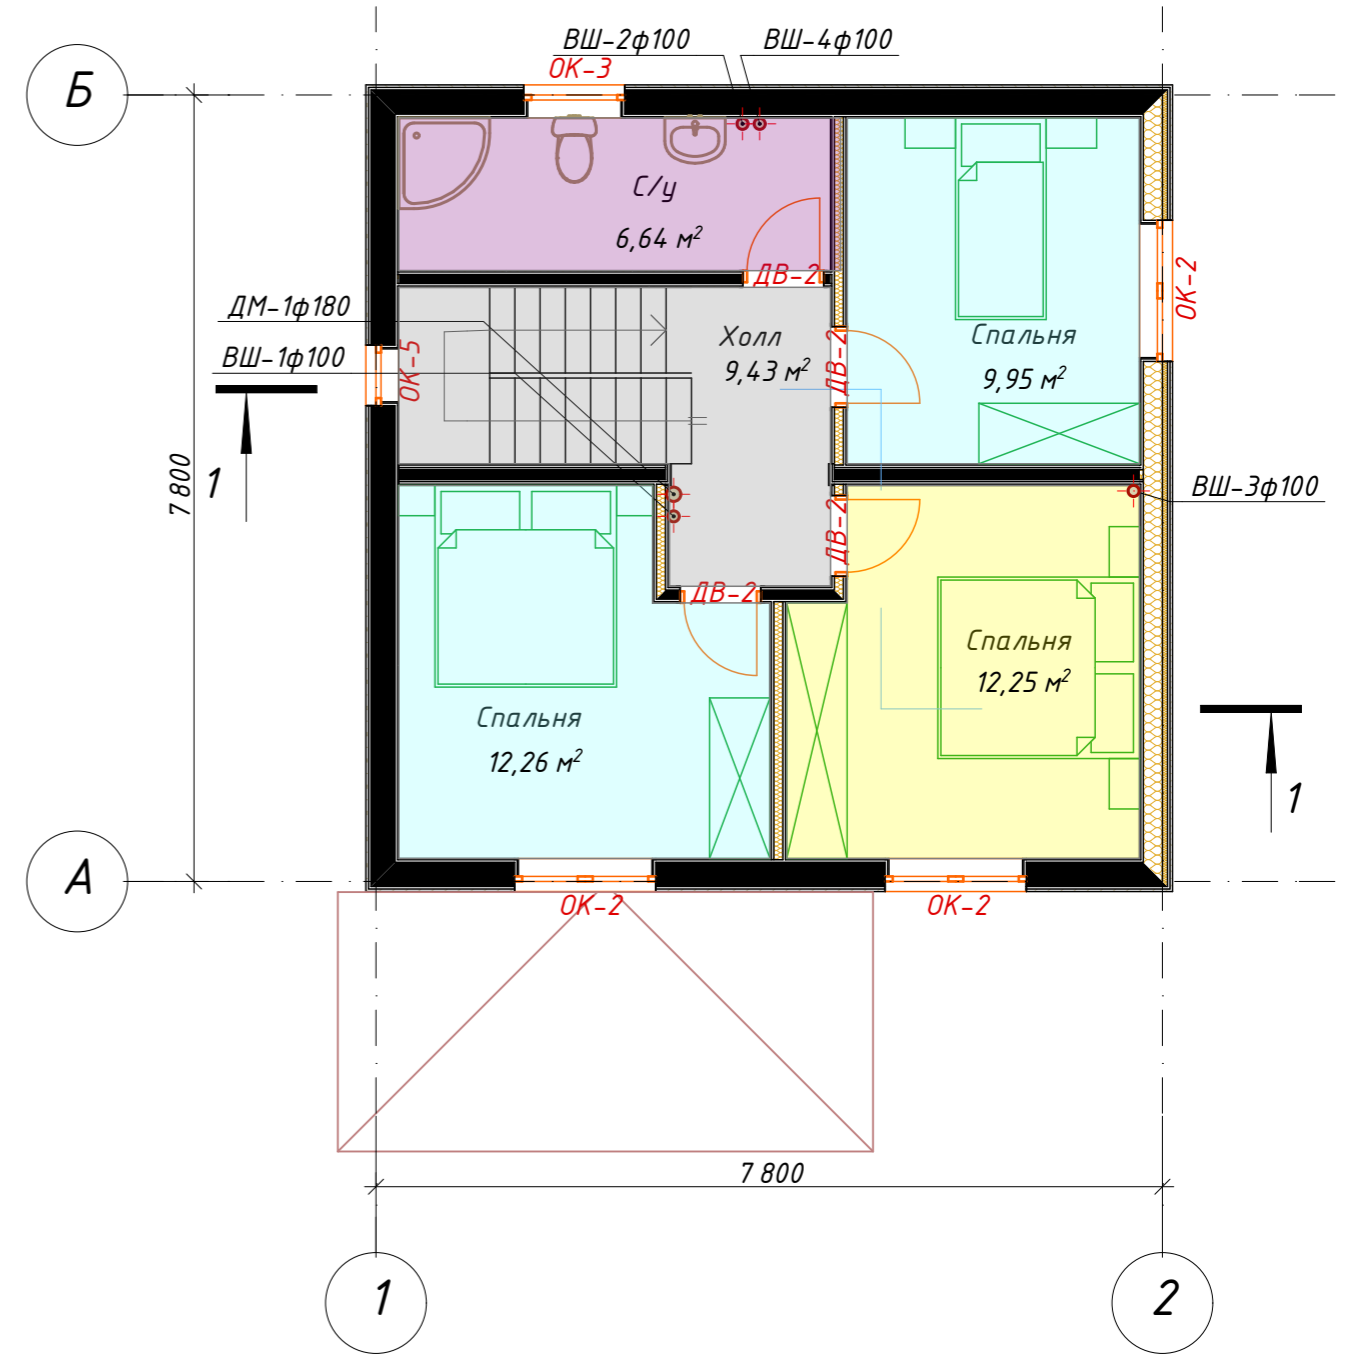 ВШ-2ф100
ВШ-4ф100
ОК-3
Б
С/у
6,64 м²
ДВ-2
ОК-2
ДМ-1ф180
ВШ-1ф100
ОК-5
Холл
9,43 м²
ДВ-2
Спальня
9,95 м²
1
7 800
ВШ-3ф100
ДВ-2
ДВ-2
Спальня
12,25 м²
Спальня
12,26 м²
1
А
ОК-2
ОК-2
7 800
1
2